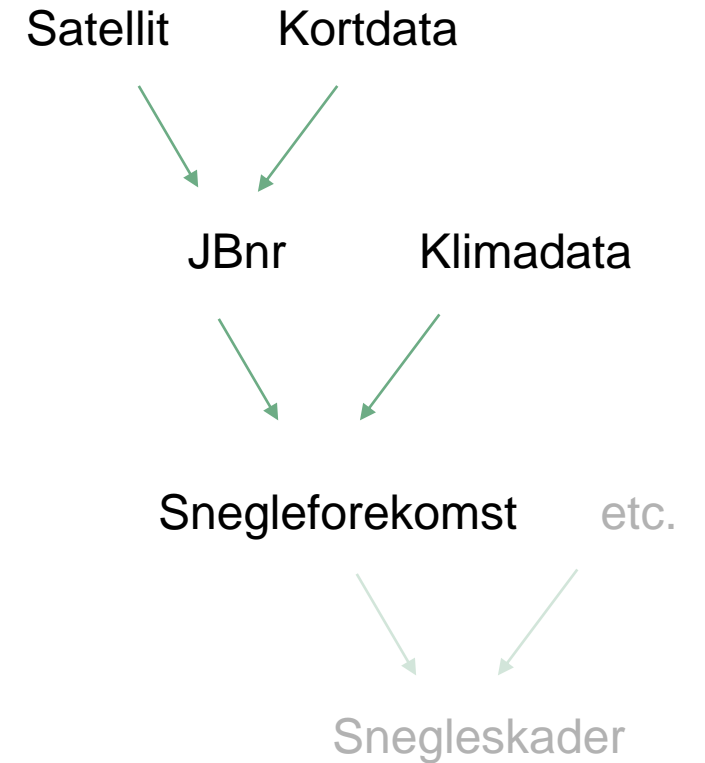 Satellit Kortdata
JBnr Klimadata
Snegleforekomst etc.
Snegleskader